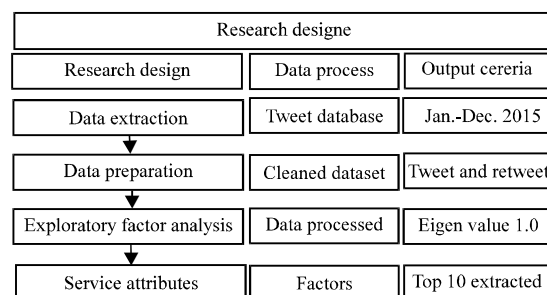 Research designe
Research design Data process Output cereria
Data extraction Tweet database Jan.-Dec. 2015
Data preparation Cleaned dataset Tweet and retweet
Exploratory factor analysis Data processed Eigen value 1.0
Service attributes Factors Top 10 extracted